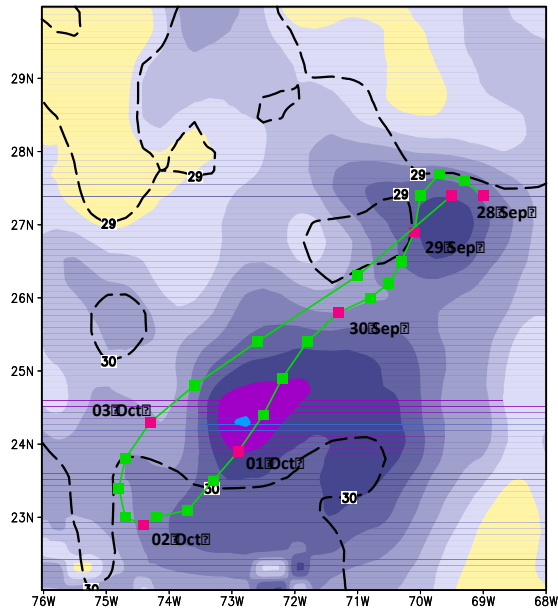 29N
28N
27N
26N
25N
24N
23N
76W 75W 74W 73W 72W 71W 70W 69W 68W
29
29
29
29
30
30
30
30
28 Sep
29 Sep
30 Sep
03 Oct
01 Oct
02 Oct